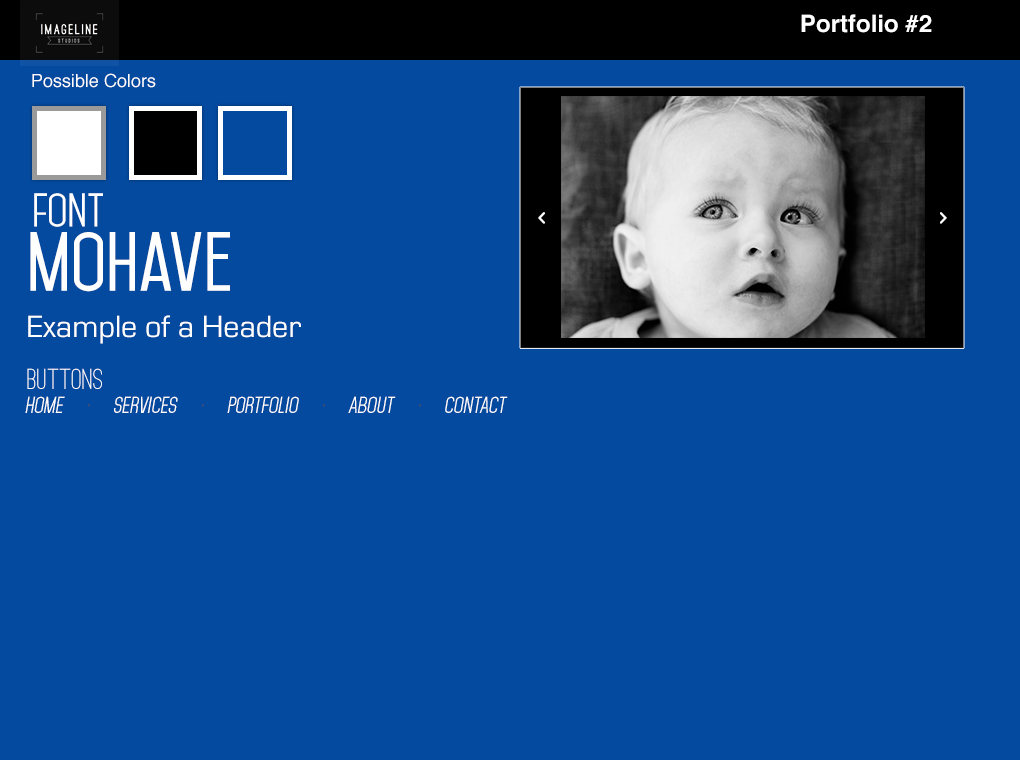 IMAGELINE
STUDIOS
Portfolio #2
Possible Colors
FONT
MOHAVE
Example of a Header
BUTTONS
HOME · SERVICES · PORTFOLIO · ABOUT · CONTACT